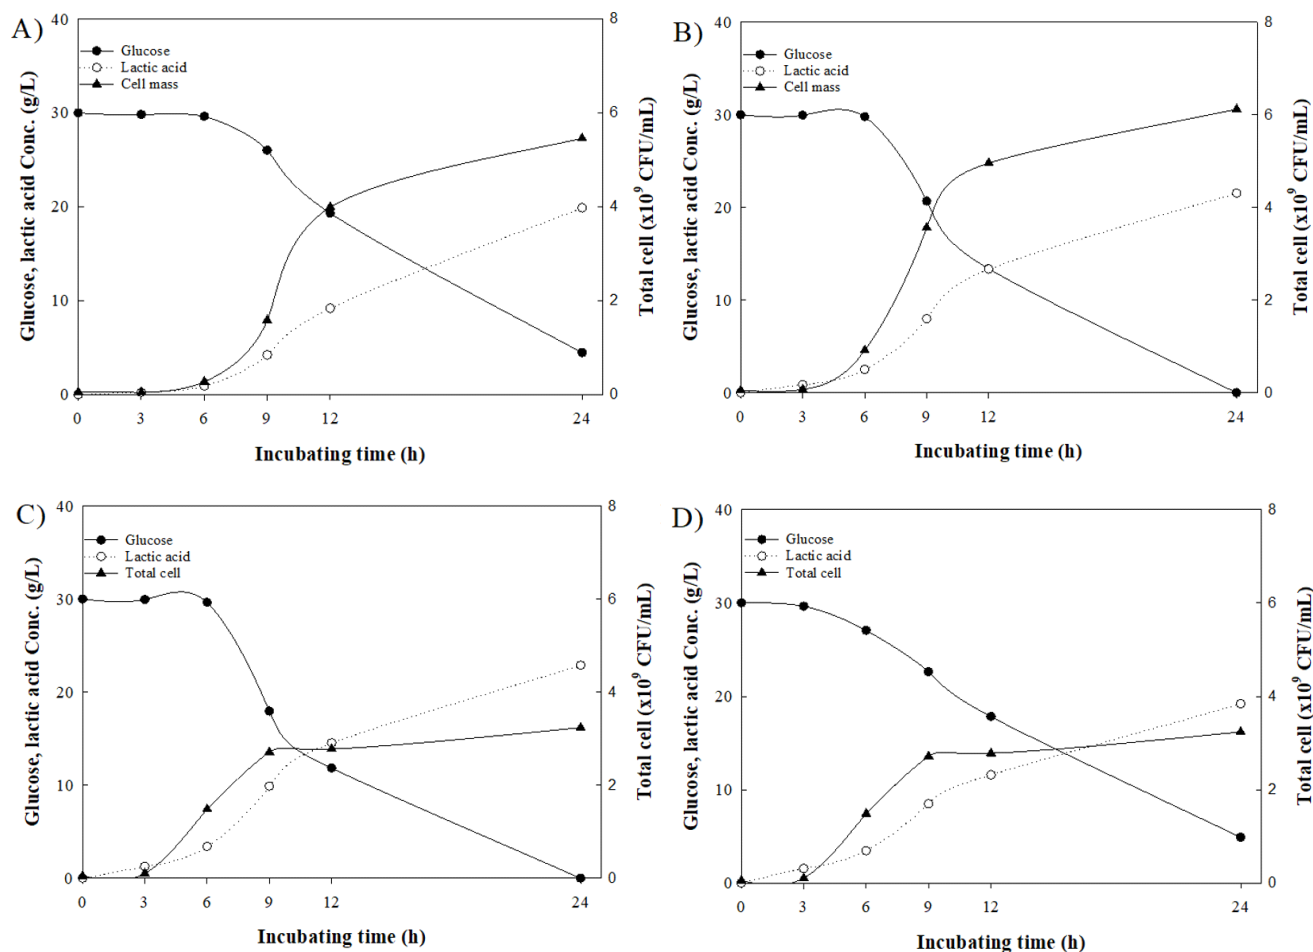 A)
Glucose
Lactic acid
Cell mass
Glucose, lactic acid Conc. (g/L)
40
30
20
10
0
Total cell (x10⁹ CFU/mL)
8
6
4
2
0
0 3 6 9 12 24
Incubating time (h)
B)
Glucose
Lactic acid
Cell mass
Glucose, lactic acid Conc. (g/L)
40
30
20
10
0
Total cell (x10⁹ CFU/mL)
8
6
4
2
0
0 3 6 9 12 24
Incubating time (h)
C)
Glucose
Lactic acid
Total cell
Glucose, lactic acid Conc. (g/L)
40
30
20
10
0
Total cell (x10⁹ CFU/mL)
8
6
4
2
0
0 3 6 9 12 24
Incubating time (h)
D)
Glucose
Lactic acid
Total cell
Glucose, lactic acid Conc. (g/L)
40
30
20
10
0
Total cell (x10⁹ CFU/mL)
8
6
4
2
0
0 3 6 9 12 24
Incubating time (h)